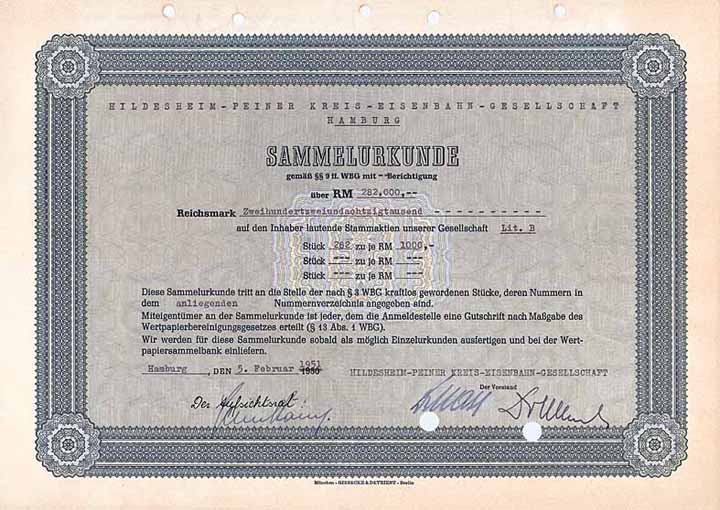 HILDESHEIM-PEINER KREIS-EISENBAHN-GESELLSCHAFT
HAMBURG
SAMMELURKUNDE
gemäß §§ 9 ff. WBG mit -- Berichtigung
über RM 282,000,--
Reichsmark Zweihundertzweiundachtzigtausend - - - - - - - - - -
auf den Inhaber lautende Stammaktien unserer Gesellschaft Lit. B
Stück 282 zu je RM 1000,-
Stück --- zu je RM ---
Stück --- zu je RM ---
Diese Sammelurkunde tritt an die Stelle der nach § 3 WBG kraftlos gewordenen Stücke, deren Nummern in
dem anliegenden Nummernverzeichnis angegeben sind.
Miteigentümer an der Sammelurkunde ist jeder, dem die Anmeldestelle eine Gutschrift nach Maßgabe des
Wertpapierbereinigungsgesetzes erteilt (§ 13 Abs. 1 WBG).
Wir werden für diese Sammelurkunde sobald als möglich Einzelurkunden ausfertigen und bei der Wert-
papiersammelbank einliefern.
Hamburg, DEN 5. Februar 1951 1950
HILDESHEIM-PEINER KREIS-EISENBAHN-GESELLSCHAFT
Der Aufsichtsrat
Der Vorstand
München - GIESECKE & DEVRIENT - Berlin